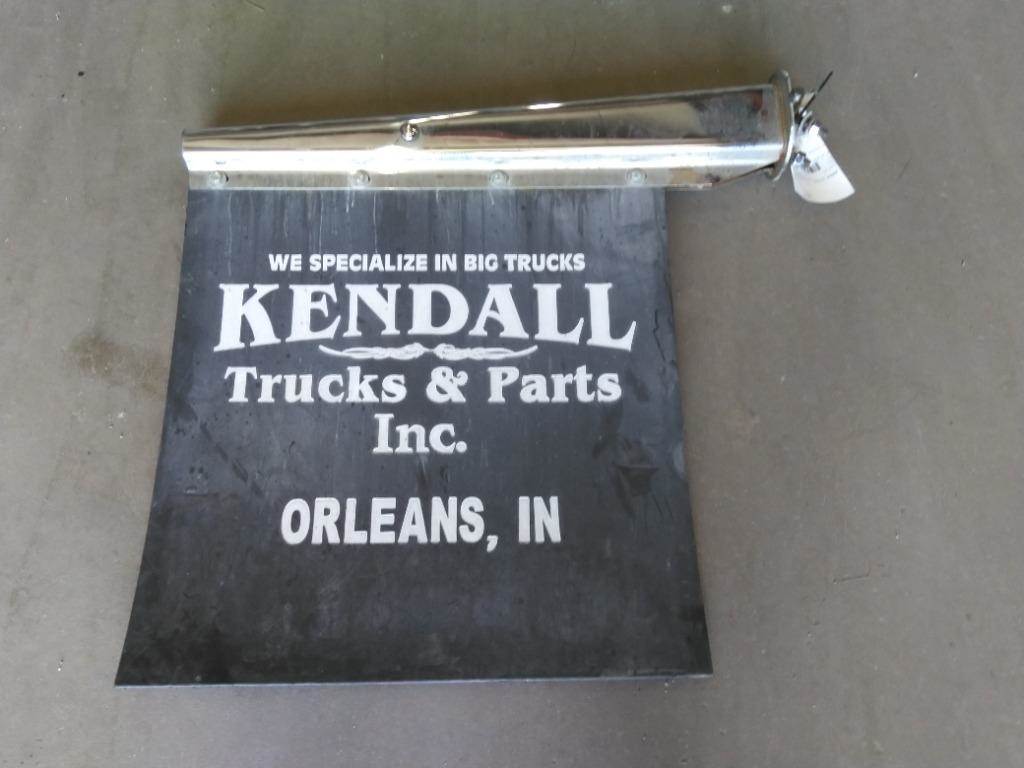 WE SPECIALIZE IN BIG TRUCKS
KENDALL
Trucks & Parts
Inc.
ORLEANS, IN